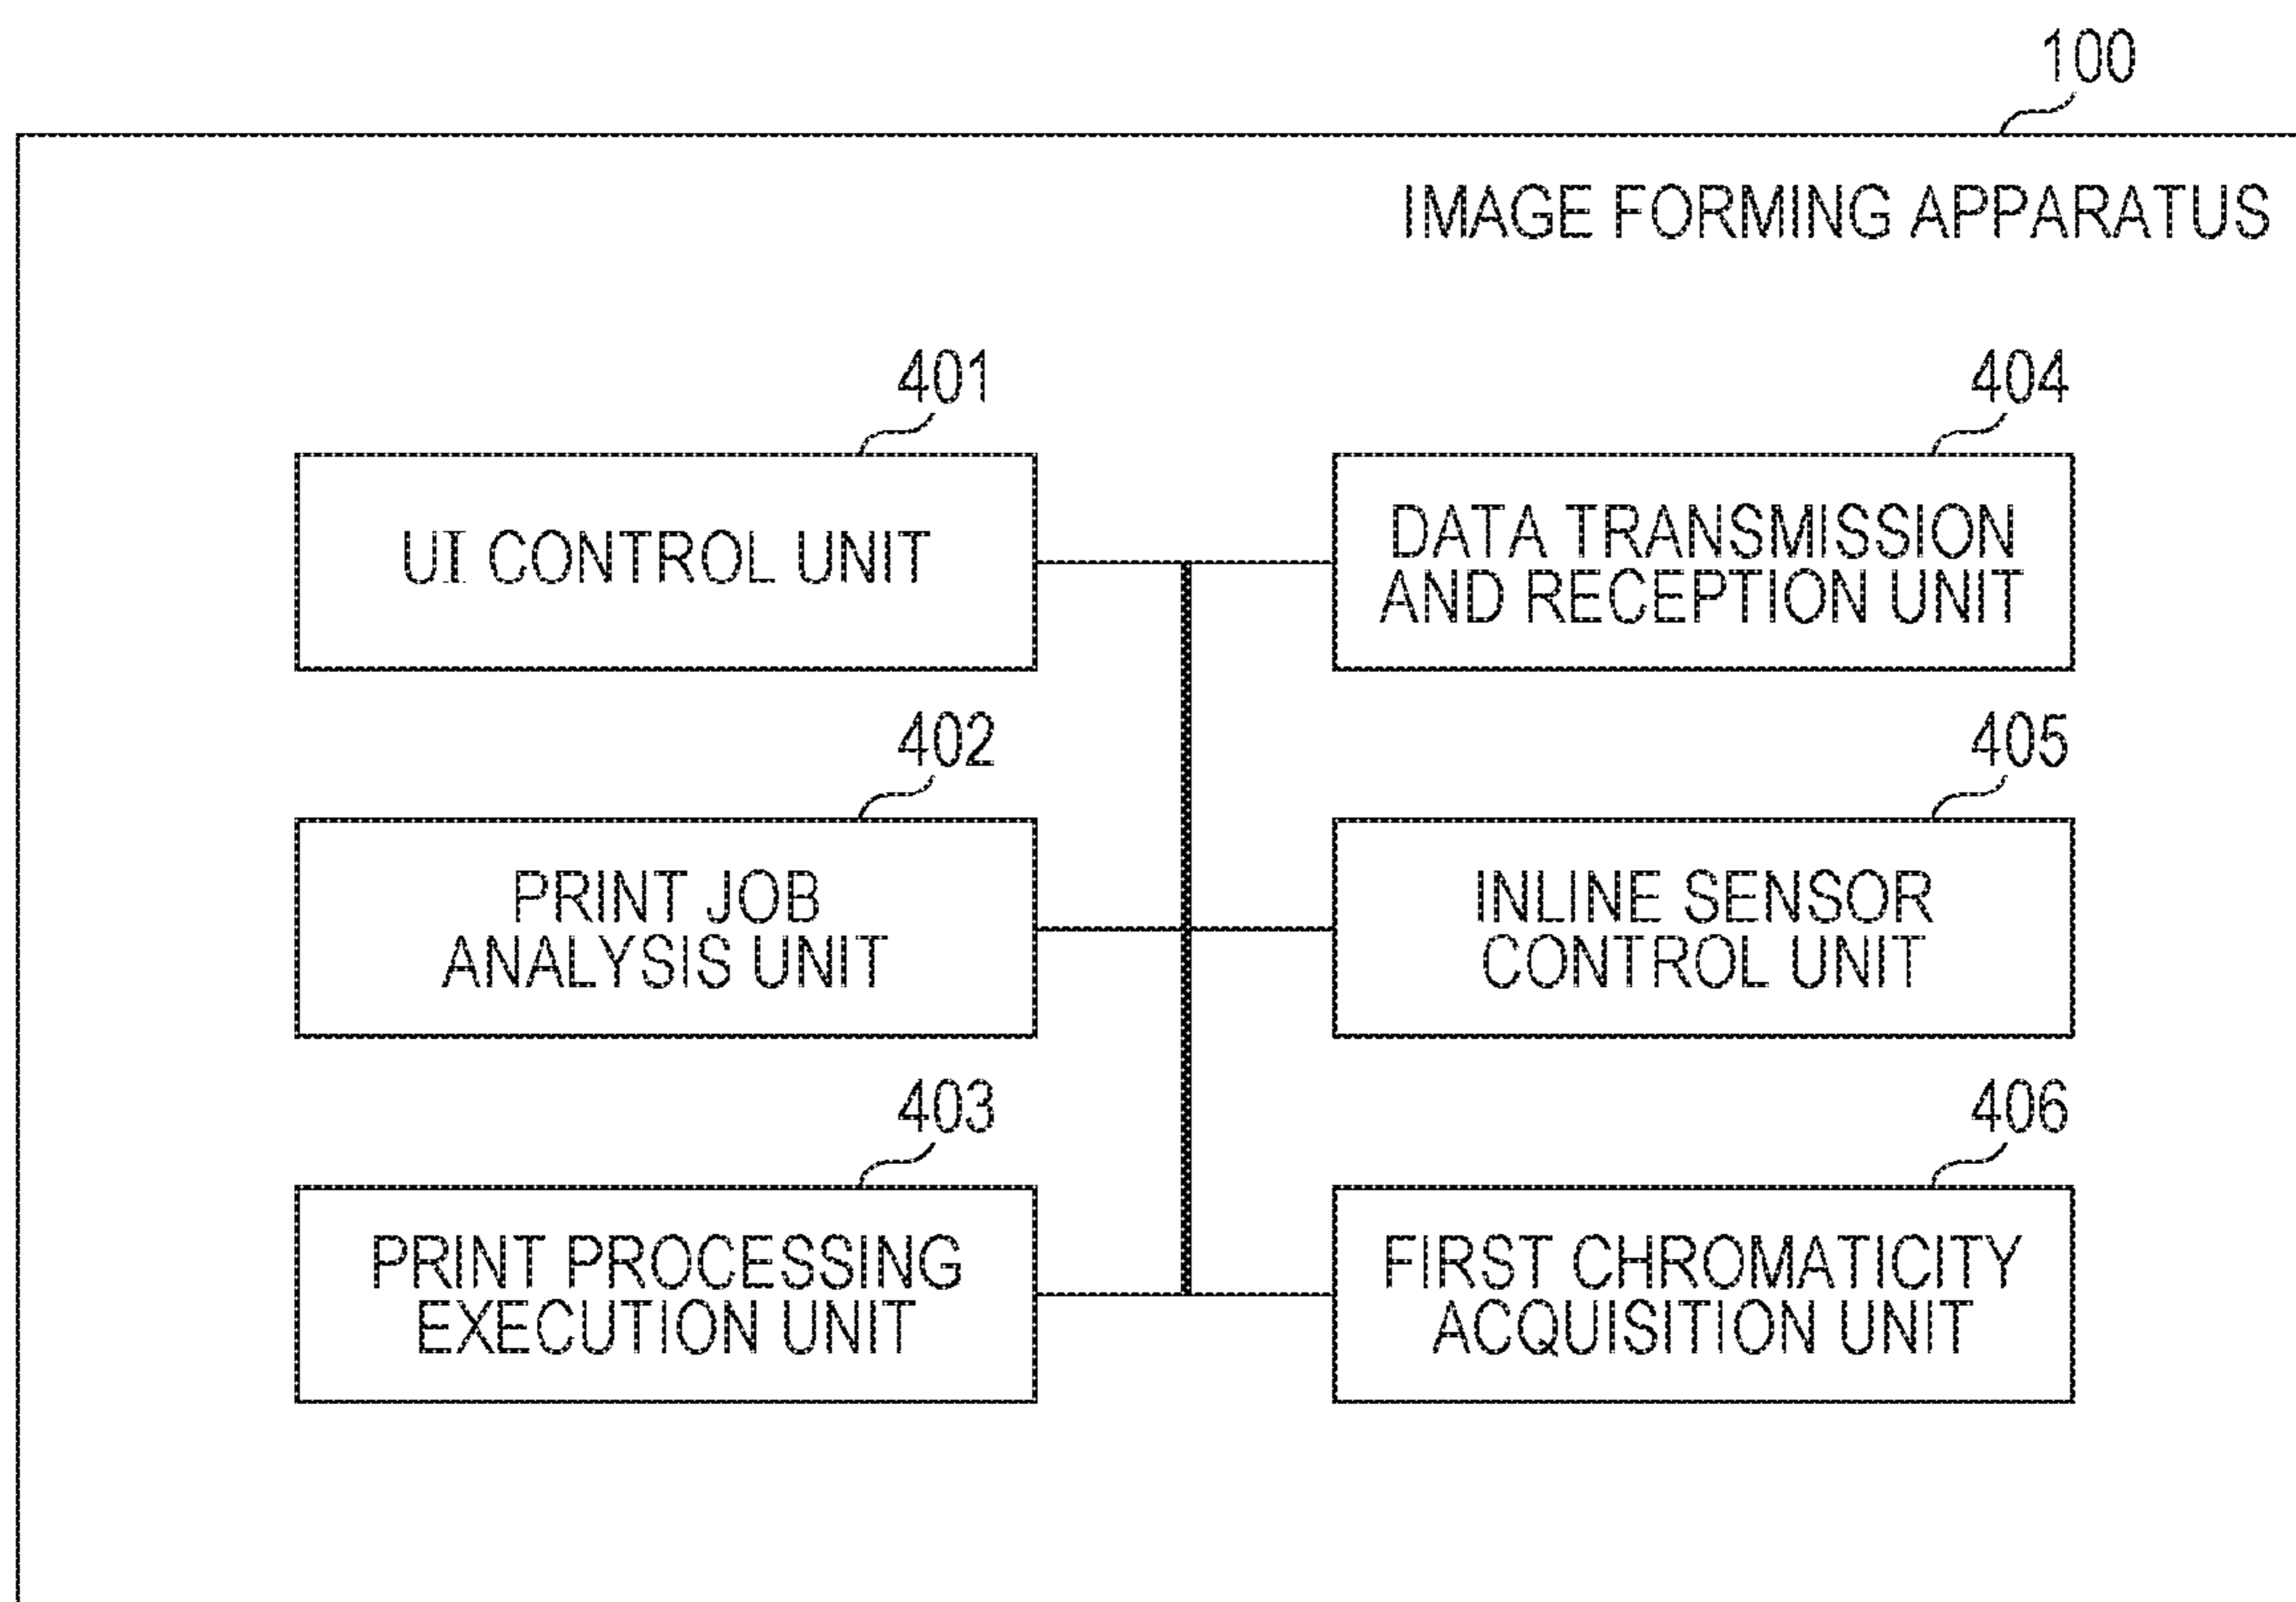 100
IMAGE FORMING APPARATUS
401
UI CONTROL UNIT
404
DATA TRANSMISSION
AND RECEPTION UNIT
402
PRINT JOB
ANALYSIS UNIT
405
INLINE SENSOR
CONTROL UNIT
403
PRINT PROCESSING
EXECUTION UNIT
406
FIRST CHROMATICITY
ACQUISITION UNIT